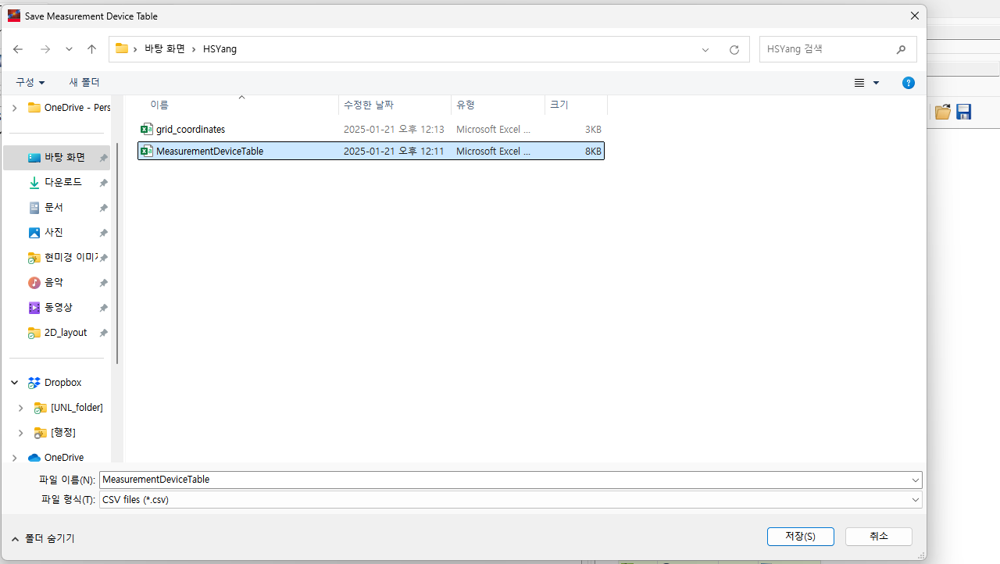 Save Measurement Device Table
바탕 화면 > HSYang
HSYang 검색
구성
새 폴더
이름
수정한 날짜
유형
크기
grid_coordinates
2025-01-21 오후 12:13
Microsoft Excel ...
3KB
MeasurementDeviceTable
2025-01-21 오후 12:11
Microsoft Excel ...
8KB
OneDrive - Pers
바탕 화면
다운로드
문서
사진
현미경 이미지
음악
동영상
2D_layout
Dropbox
[UNL_folder]
[행정]
OneDrive
파일 이름(N):
MeasurementDeviceTable
파일 형식(T):
CSV files (*.csv)
폴더 숨기기
저장(S)
취소